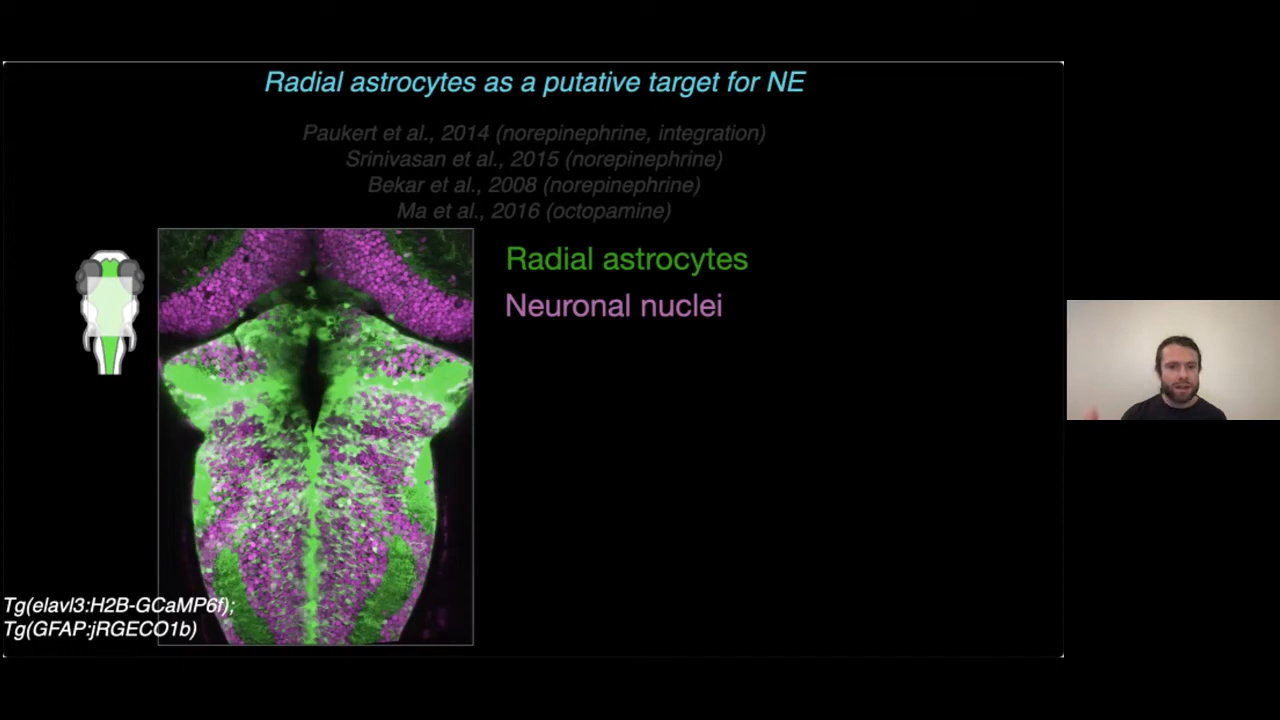 Radial astrocytes as a putative target for NE
Paukert et al., 2014 (norepinephrine, integration)
Srinivasan et al., 2015 (norepinephrine)
Bekar et al., 2008 (norepinephrine)
Ma et al., 2016 (octopamine)
Radial astrocytes
Neuronal nuclei
Tg(elavl3:H2B-GCaMP6f);
Tg(GFAP:jRGECO1b)